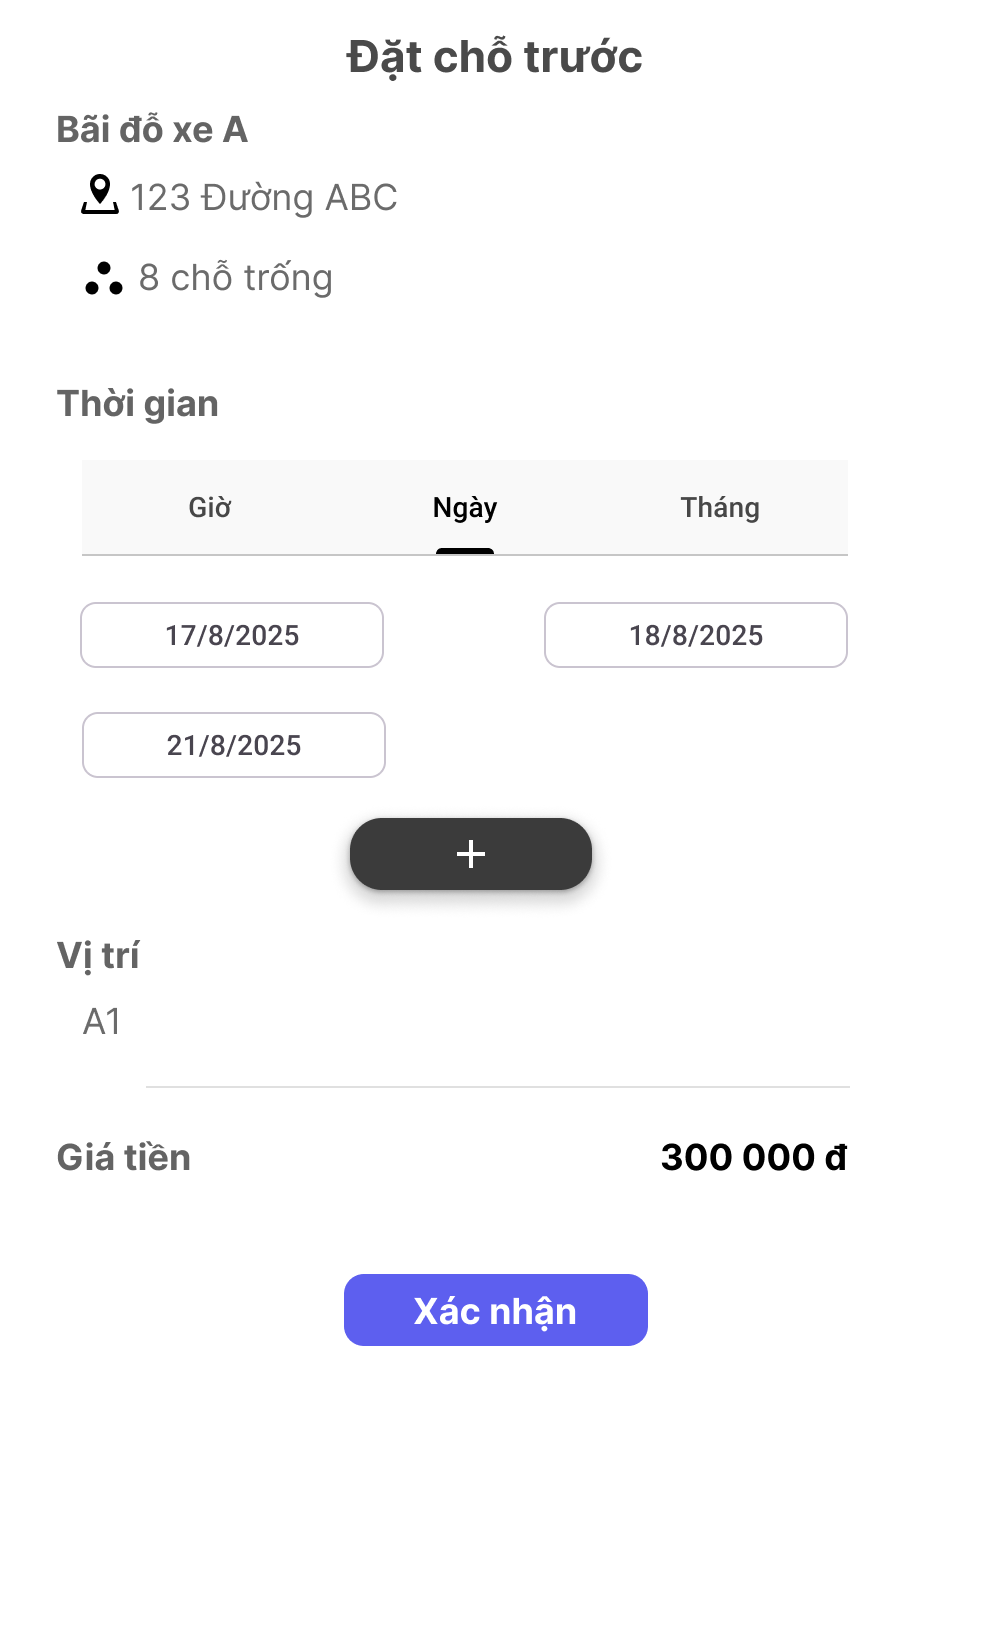 Đặt chỗ trước
Bãi đỗ xe A
123 Đường ABC
8 chỗ trống
Thời gian
Giờ Ngày Tháng
17/8/2025 18/8/2025
21/8/2025
+
Vị trí
A1
Giá tiền 300 000 đ
Xác nhận